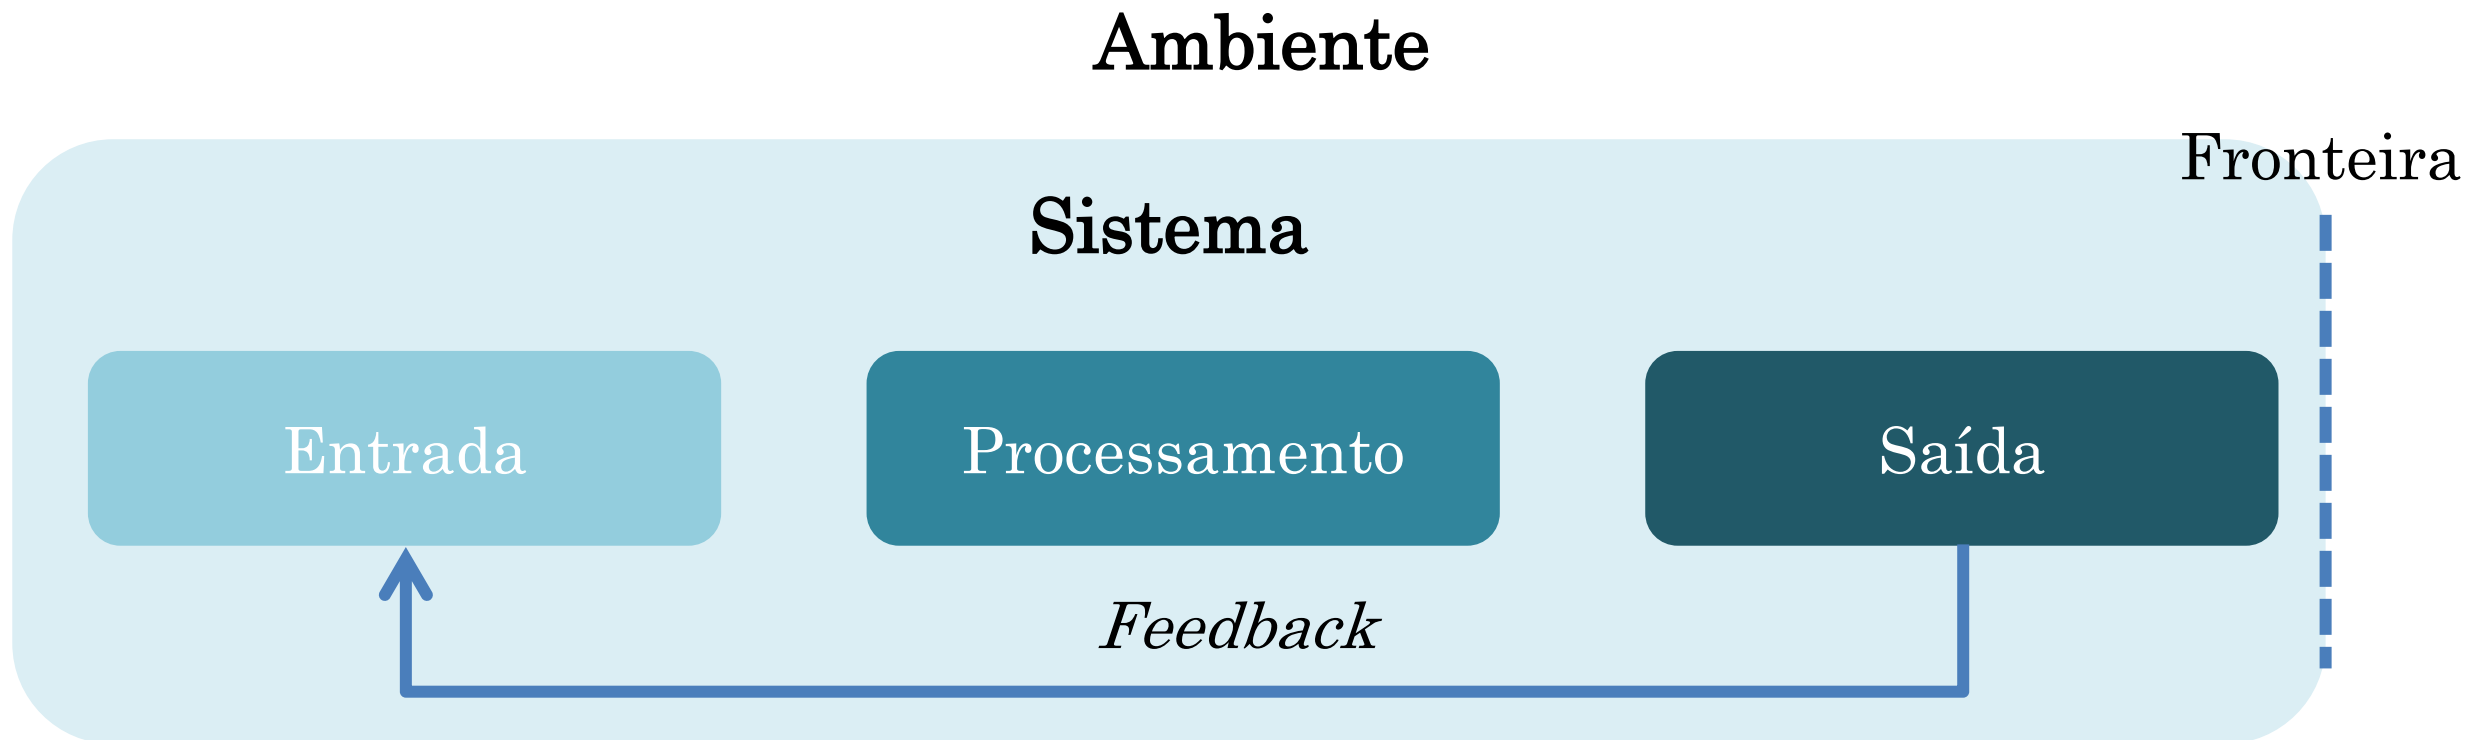 Ambiente
Fronteira
Sistema
Entrada
Processamento
Saída
Feedback